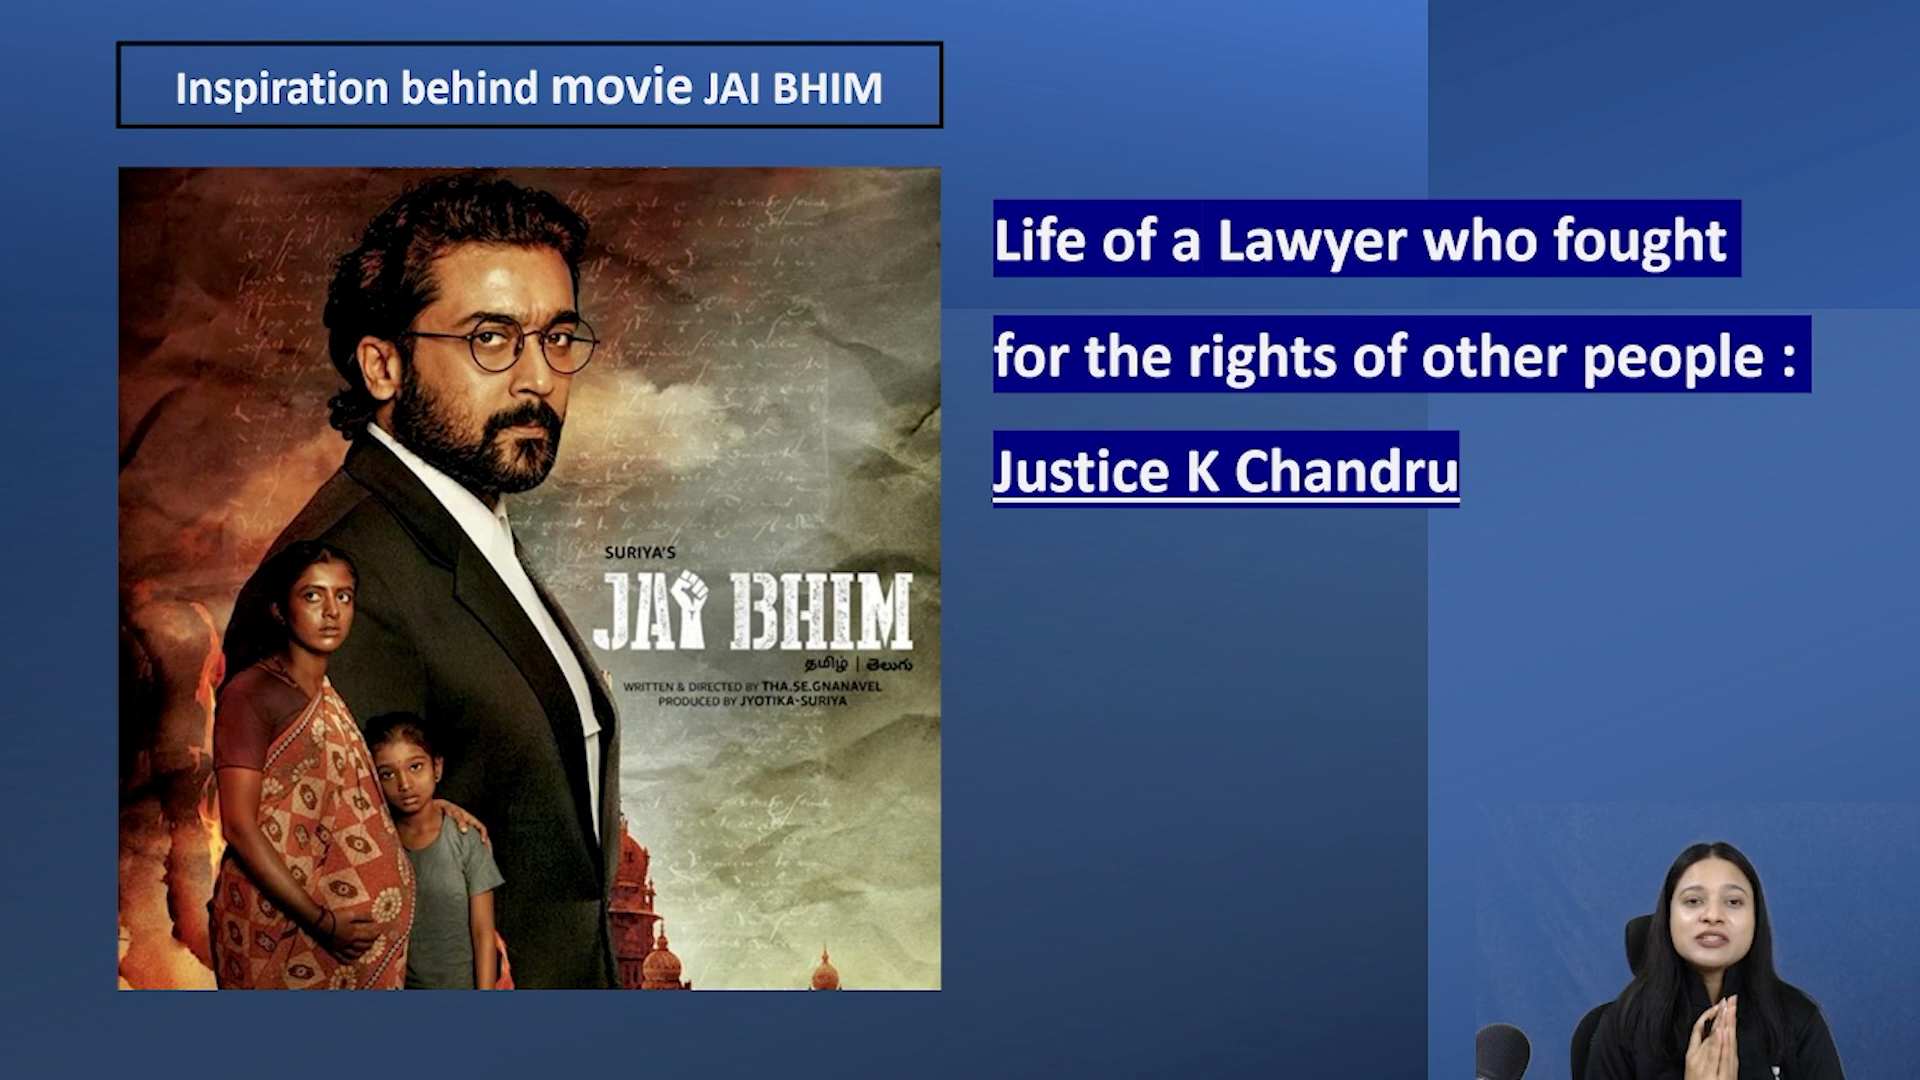 Inspiration behind movie JAI BHIM
Life of a Lawyer who fought
for the rights of other people :
Justice K Chandru
SURIYA'S
JAI BHIM
தமிழ் | తెలుగు
WRITTEN & DIRECTED BY THA.SE.GNANAVEL
PRODUCED BY JYOTIKA-SURIYA